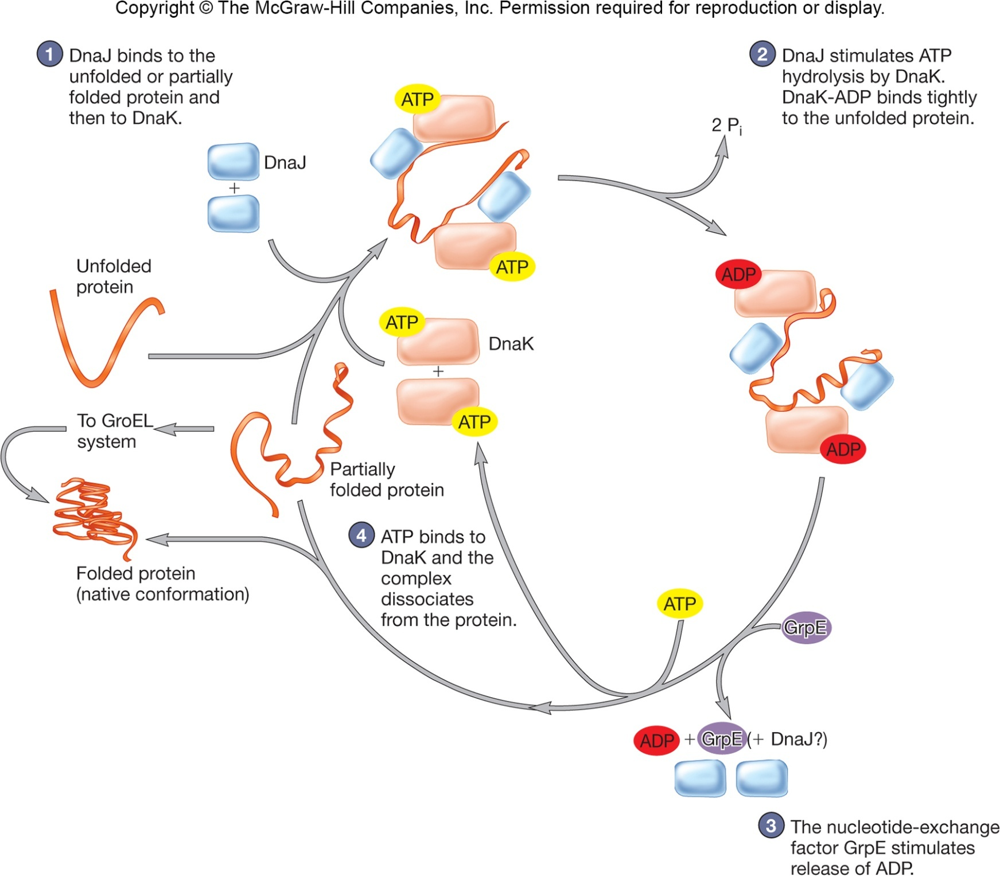 Copyright © The McGraw-Hill Companies, Inc. Permission required for reproduction or display.
1 DnaJ binds to the
unfolded or partially
folded protein and
then to DnaK.
2 DnaJ stimulates ATP
hydrolysis by DnaK.
DnaK-ADP binds tightly
to the unfolded protein.
ATP
2 Pi
DnaJ
+
Unfolded
protein
ATP
ADP
ATP
DnaK
+
ATP
To GroEL
system
ADP
Partially
folded protein
4 ATP binds to
DnaK and the
complex
dissociates
from the protein.
Folded protein
(native conformation)
ATP
GrpE
ADP + GrpE (+ DnaJ?)
3 The nucleotide-exchange
factor GrpE stimulates
release of ADP.